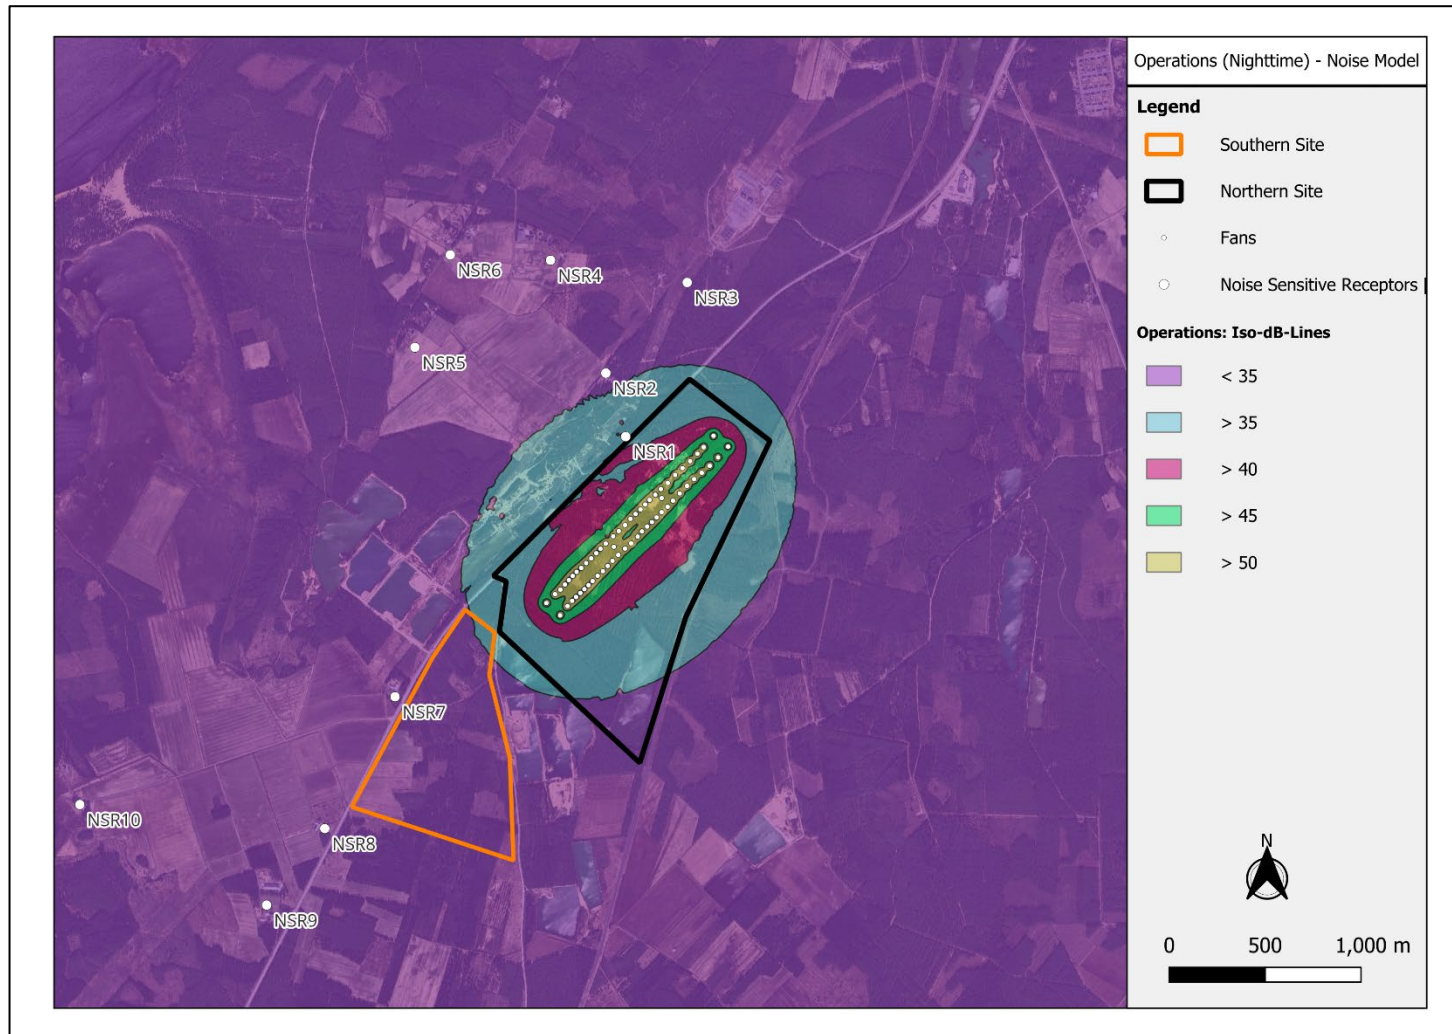 Operations (Nighttime) - Noise Model
Legend
Southern Site
Northern Site
Fans
Noise Sensitive Receptors |
Operations: Iso-dB-Lines
< 35
> 35
> 40
> 45
> 50
NSR6
NSR4
NSR3
NSR5
NSR2
NSR1
NSR7
NSR10
NSR8
NSR9
N
0 500 1,000 m